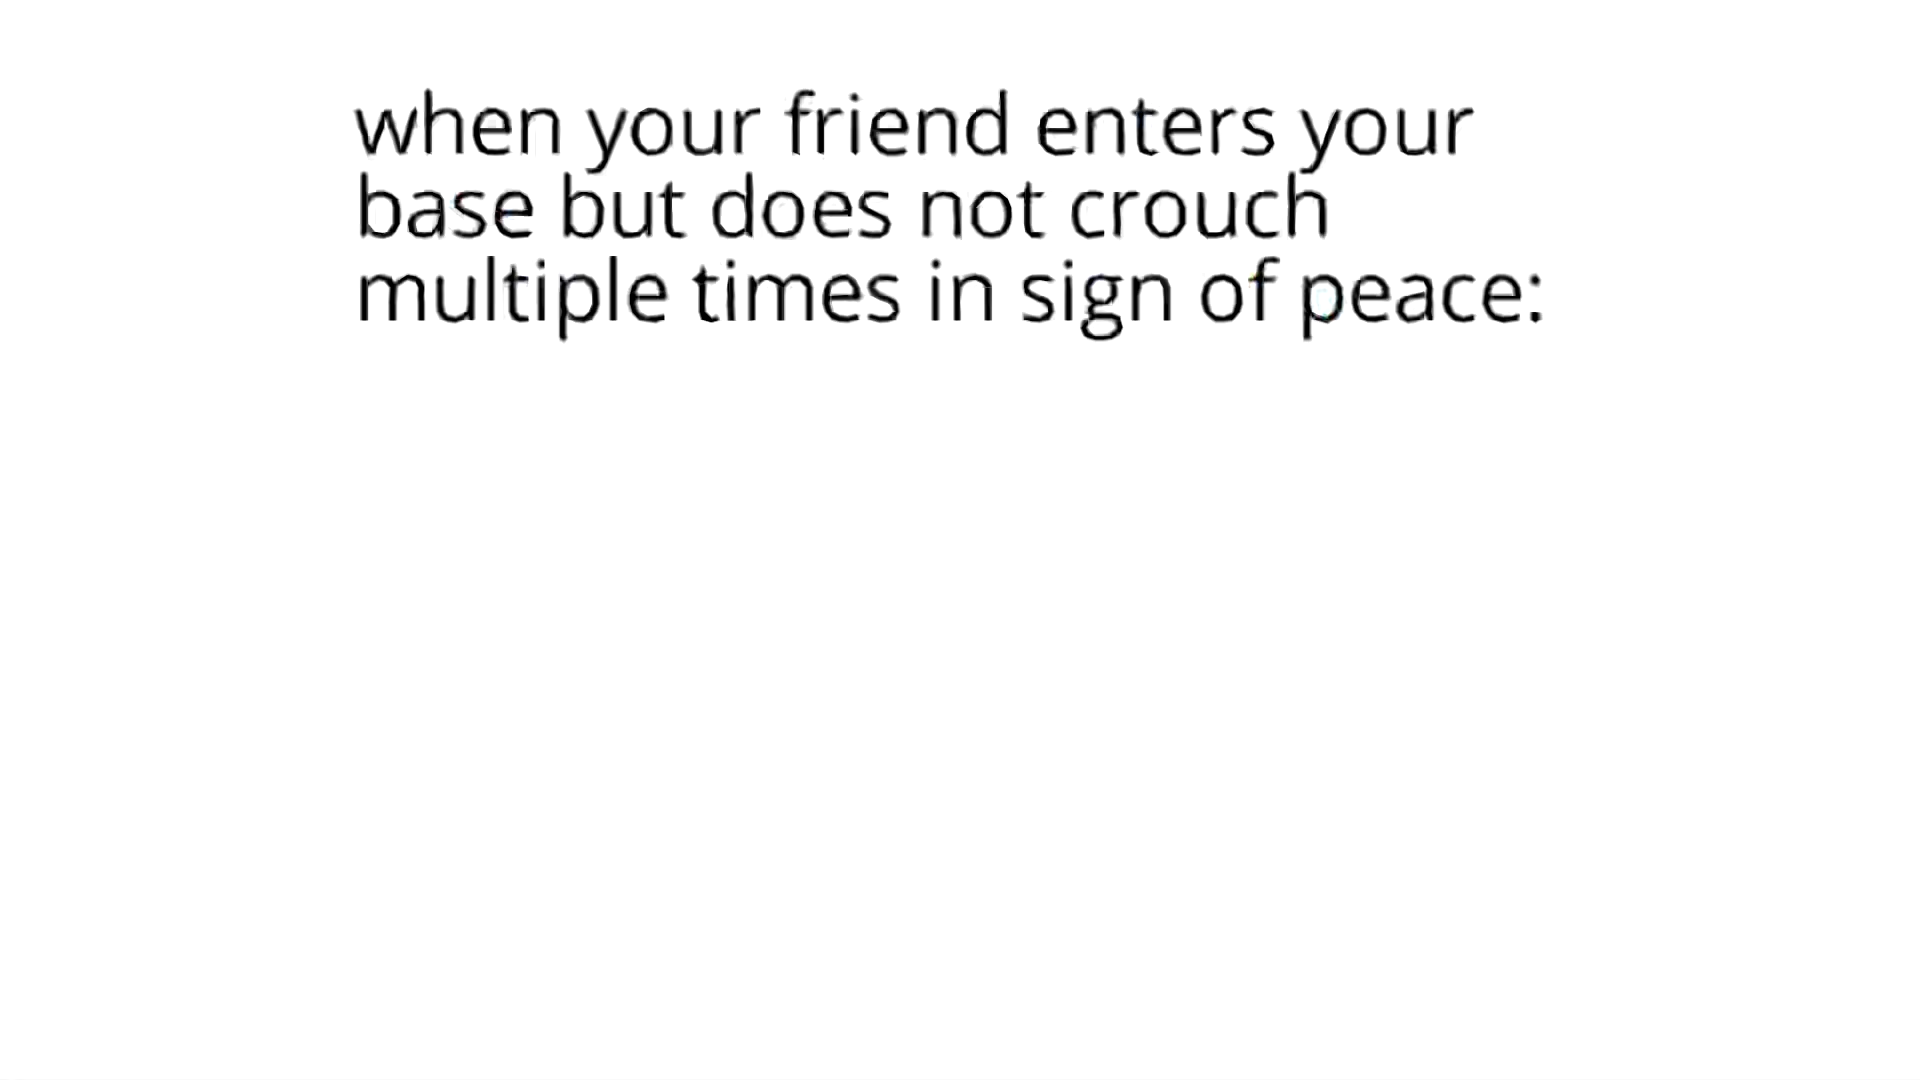 when your friend enters your
base but does not crouch
multiple times in sign of peace: